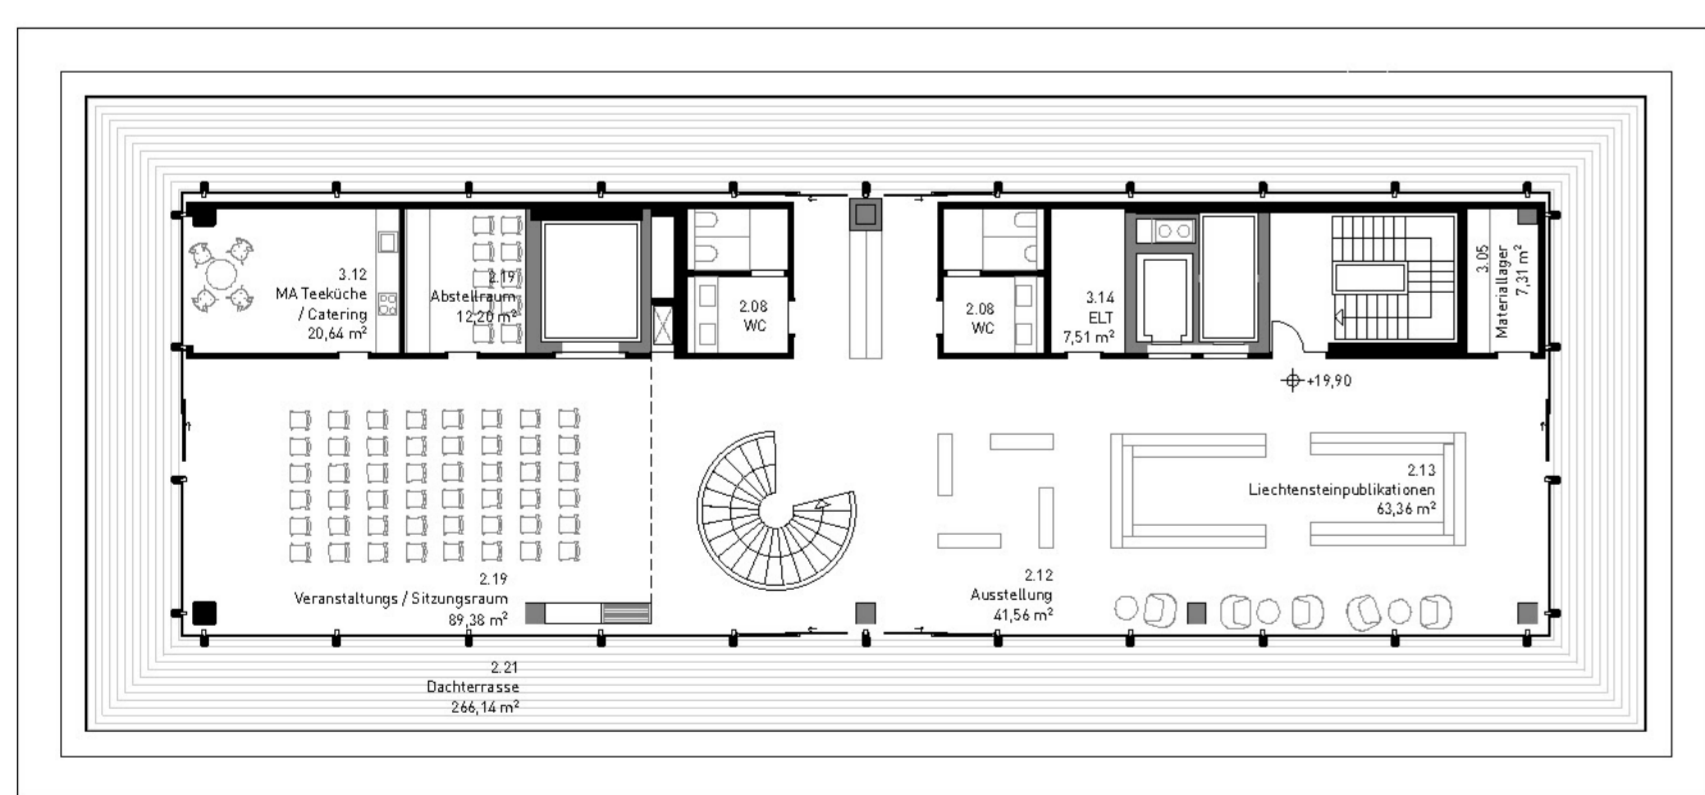 3.12
MA Teeküche
/ Catering
20,64 m²
2.19
Abstellraum
12,20 m²
2.08
WC
2.08
WC
3.14
ELT
7,51 m²
3.05
Materiallager
7,31 m²
+19,90
2.13
Liechtensteinpublikationen
63,36 m²
2.19
Veranstaltungs / Sitzungsraum
89,38 m²
2.12
Ausstellung
41,56 m²
2.21
Dachterrasse
266,14 m²